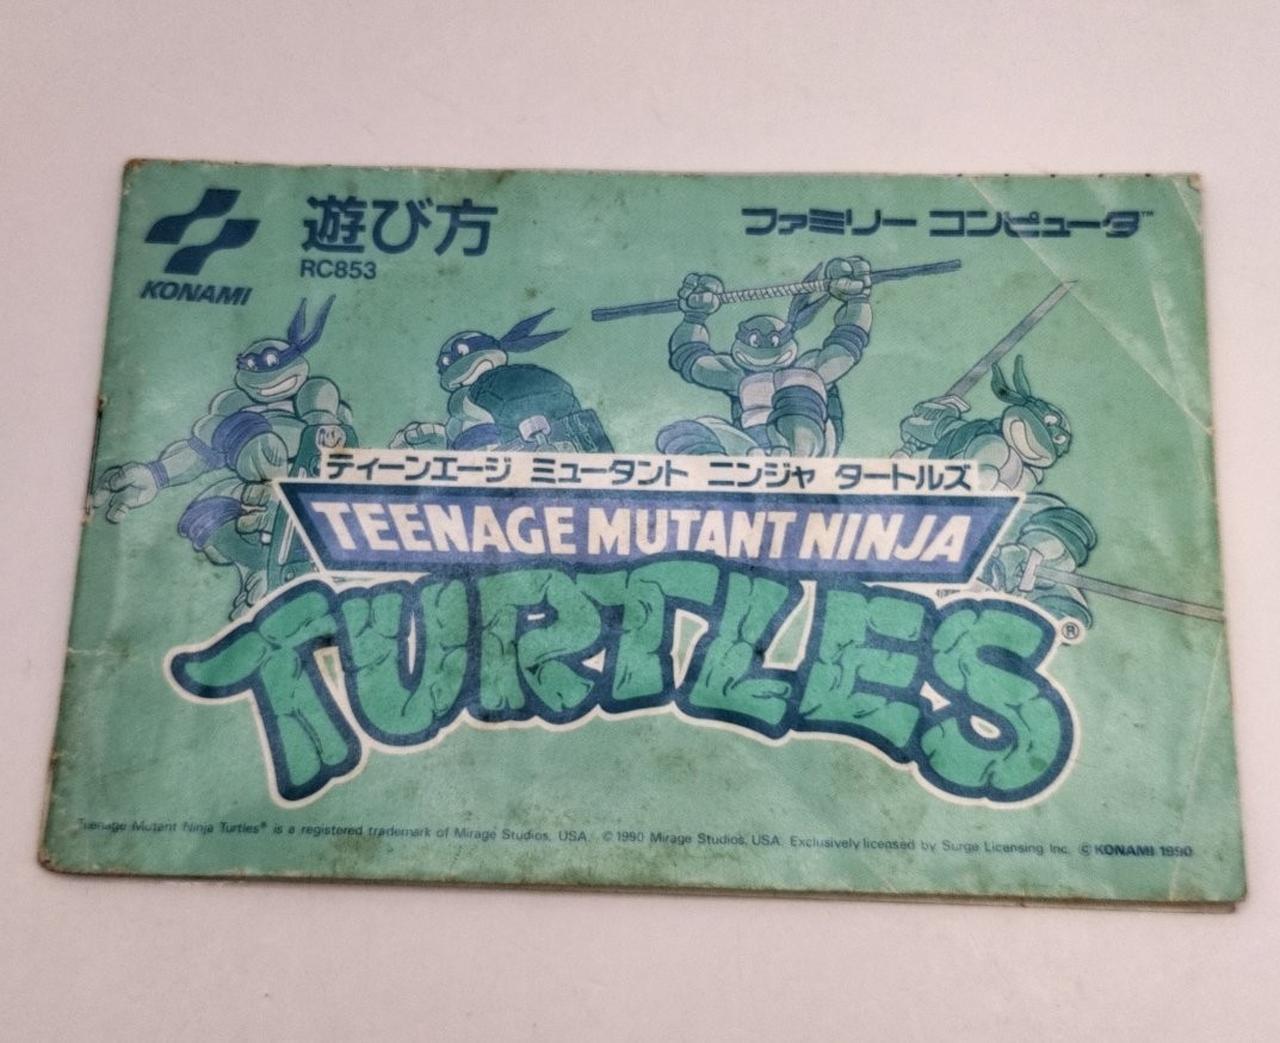 遊び方
ファミリー コンピュータ™
RC853
KONAMI
ティーンエージ ミュータント ニンジャ タートルズ
TEENAGE MUTANT NINJA
TURTLES®
Teenage Mutant Ninja Turtles® is a registered trademark of Mirage Studios, USA. ©1990 Mirage Studios, USA. Exclusively licensed by Surge Licensing Inc. ©KONAMI 1990